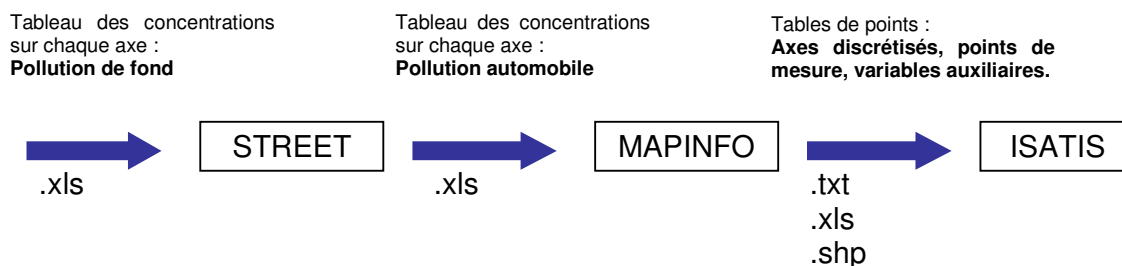 Tableau des concentrations
sur chaque axe :
Pollution de fond
Tableau des concentrations
sur chaque axe :
Pollution automobile
Tables de points :
Axes discrétisés, points de
mesure, variables auxiliaires.
.xls
STREET
.xls
MAPINFO
.txt
.xls
.shp
ISATIS